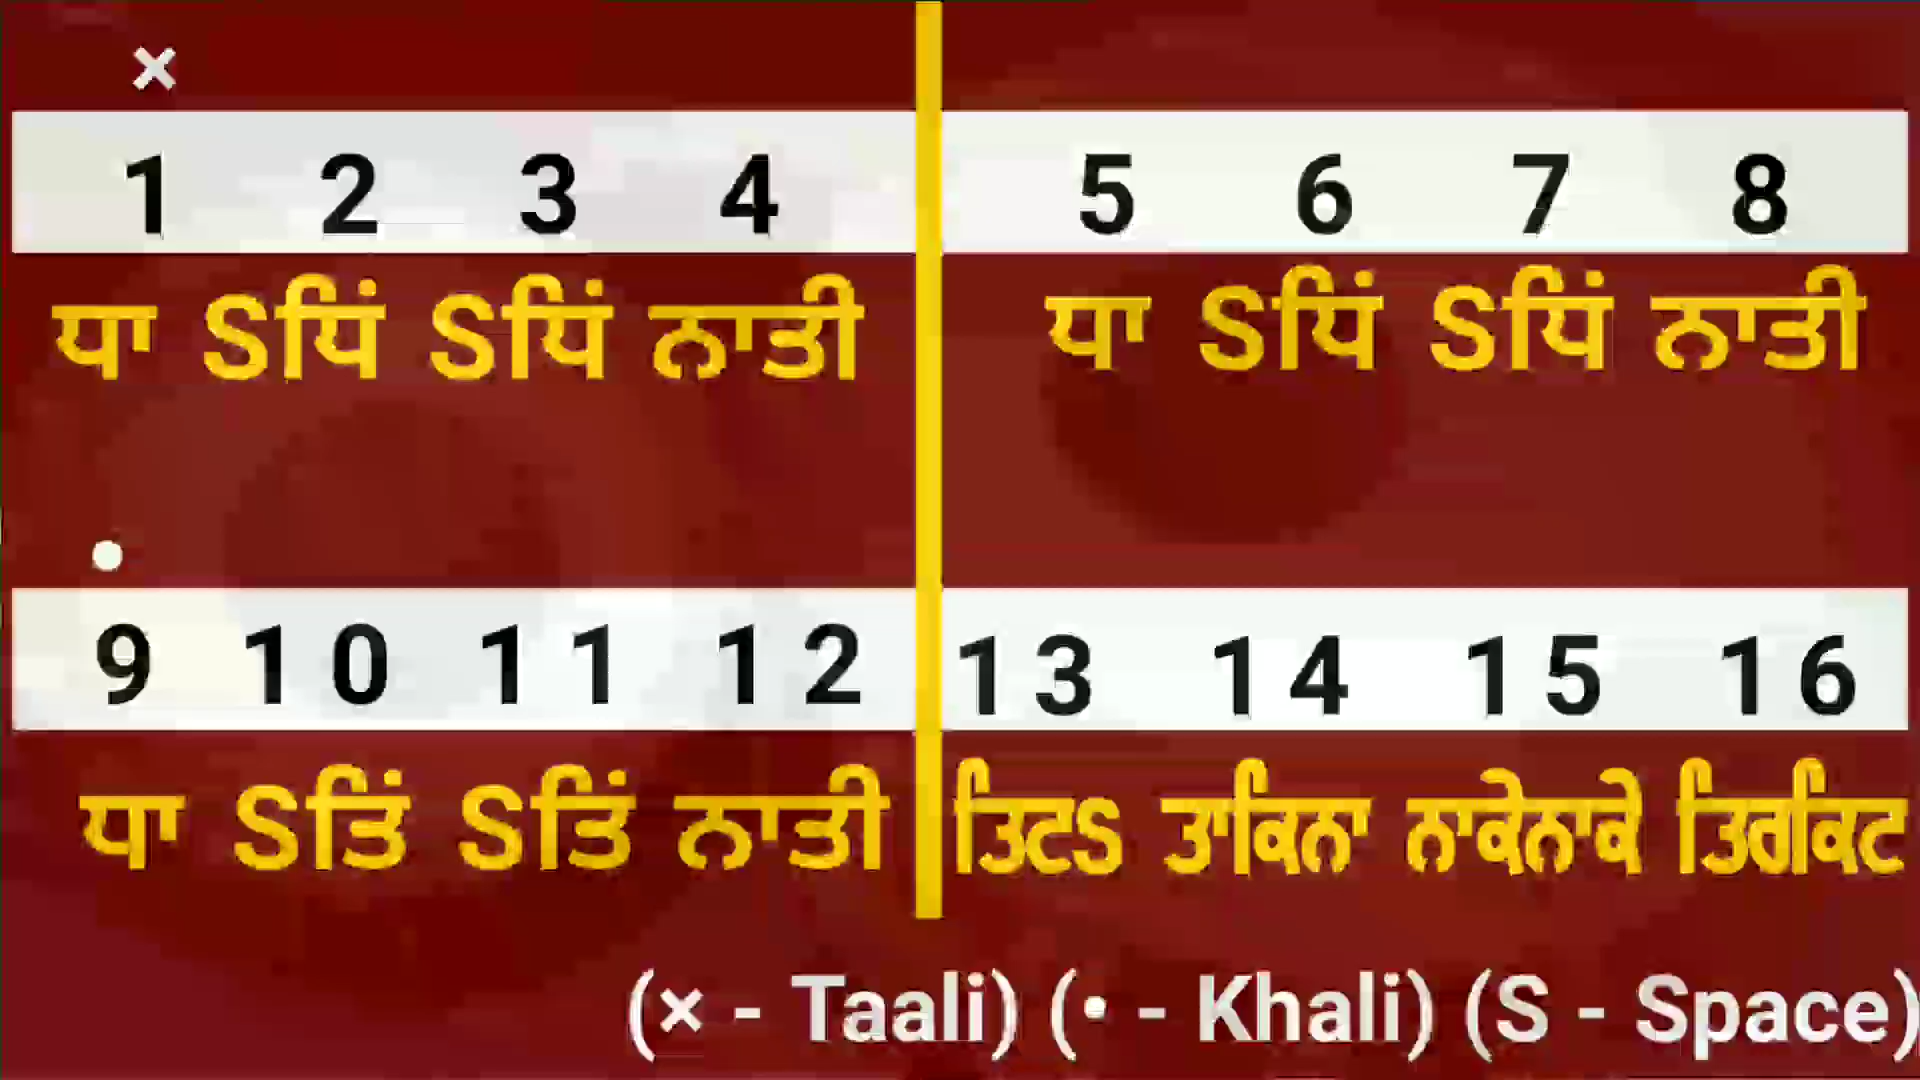 ×
1 2 3 4 5 6 7 8
ਧਾ Sਧਿੰ Sਧਿੰ ਨਾਤੀ ਧਾ Sਧਿੰ Sਧਿੰ ਨਾਤੀ
•
9 10 11 12 13 14 15 16
ਧਾ Sਤਿੰ Sਤਿੰ ਨਾਤੀ ਤਿਟS ਤਾਕਿਨਾ ਨਾਕੇਨਾਕੇ ਤਿਰਕਿਟ
(× - Taali) (• - Khali) (S - Space)